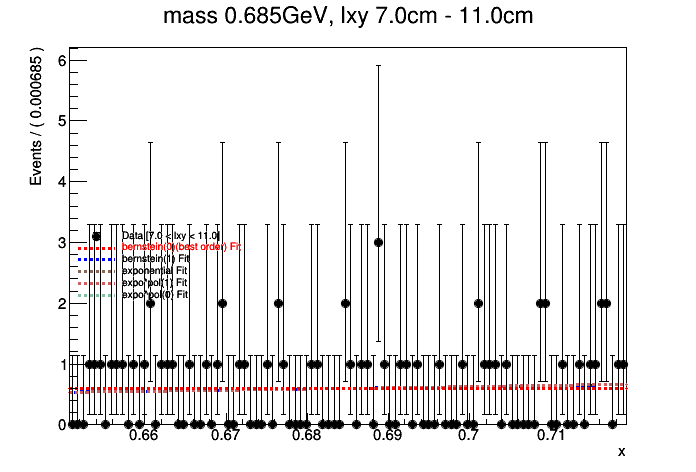 mass 0.685GeV, lxy 7.0cm - 11.0cm
Events / ( 0.000685 )
6
5
4
3
2
1
0
Data [7.0 < lxy < 11.0]
bernstein(0)(best order) Fit
bernstein(1) Fit
exponential Fit
expo*pol(1) Fit
expo*pol(0) Fit
0.66 0.67 0.68 0.69 0.7 0.71
x